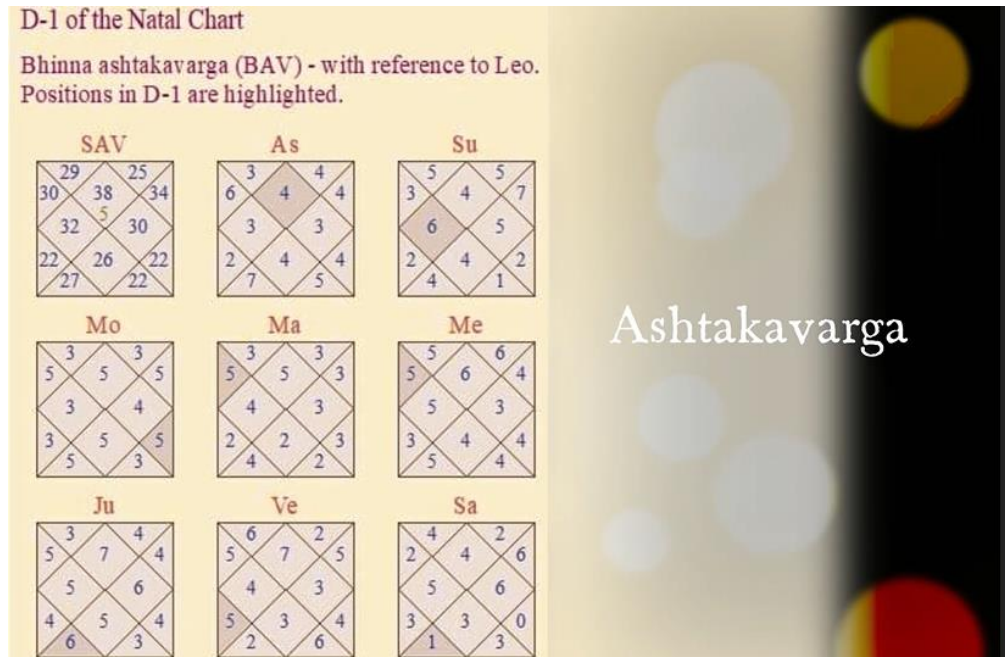 D-1 of the Natal Chart
Bhinna ashtakavarga (BAV) - with reference to Leo.
Positions in D-1 are highlighted.
SAV As Su
29 25 3 4 5 5
30 38 34 6 4 4 3 4 7
5
32 30 3 3 6 5
22 26 22 2 4 4 2 4 2
27 22 7 5 4 1
Mo Ma Me
3 3 3 3 5 6
5 5 5 5 5 3 5 6 4
3 4 4 3 5 3
3 5 5 2 2 3 3 4 4
5 3 4 2 5 4
Ju Ve Sa
3 4 6 2 4 2
5 7 4 5 7 5 2 4 6
5 6 4 3 5 6
4 5 4 5 3 4 3 3 0
6 3 2 6 1 3
Ashtakavarga